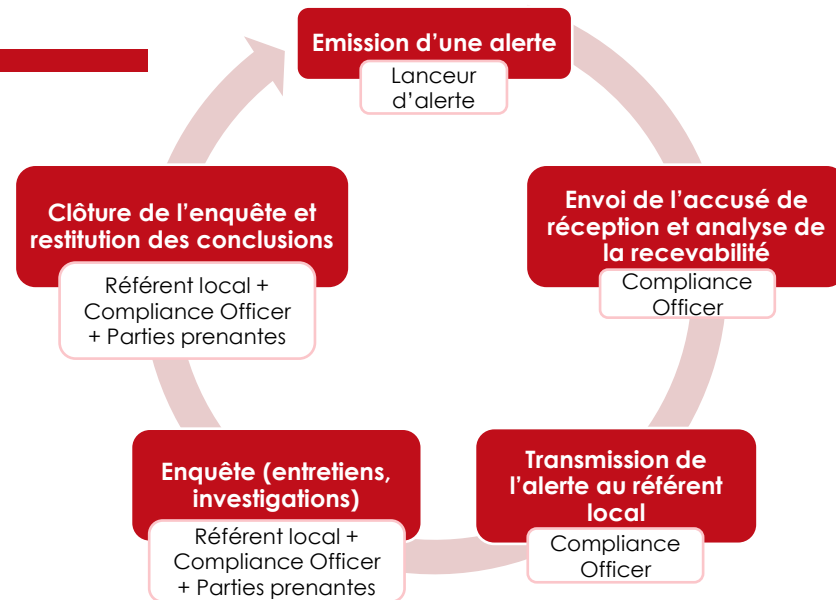 Emission d'une alerte
Lanceur
d'alerte
Envoi de l'accusé de
réception et analyse de
la recevabilité
Compliance
Officer
Transmission de
l'alerte au référent
local
Compliance
Officer
Enquête (entretiens,
investigations)
Référent local +
Compliance Officer
+ Parties prenantes
Clôture de l'enquête et
restitution des conclusions
Référent local +
Compliance Officer
+ Parties prenantes